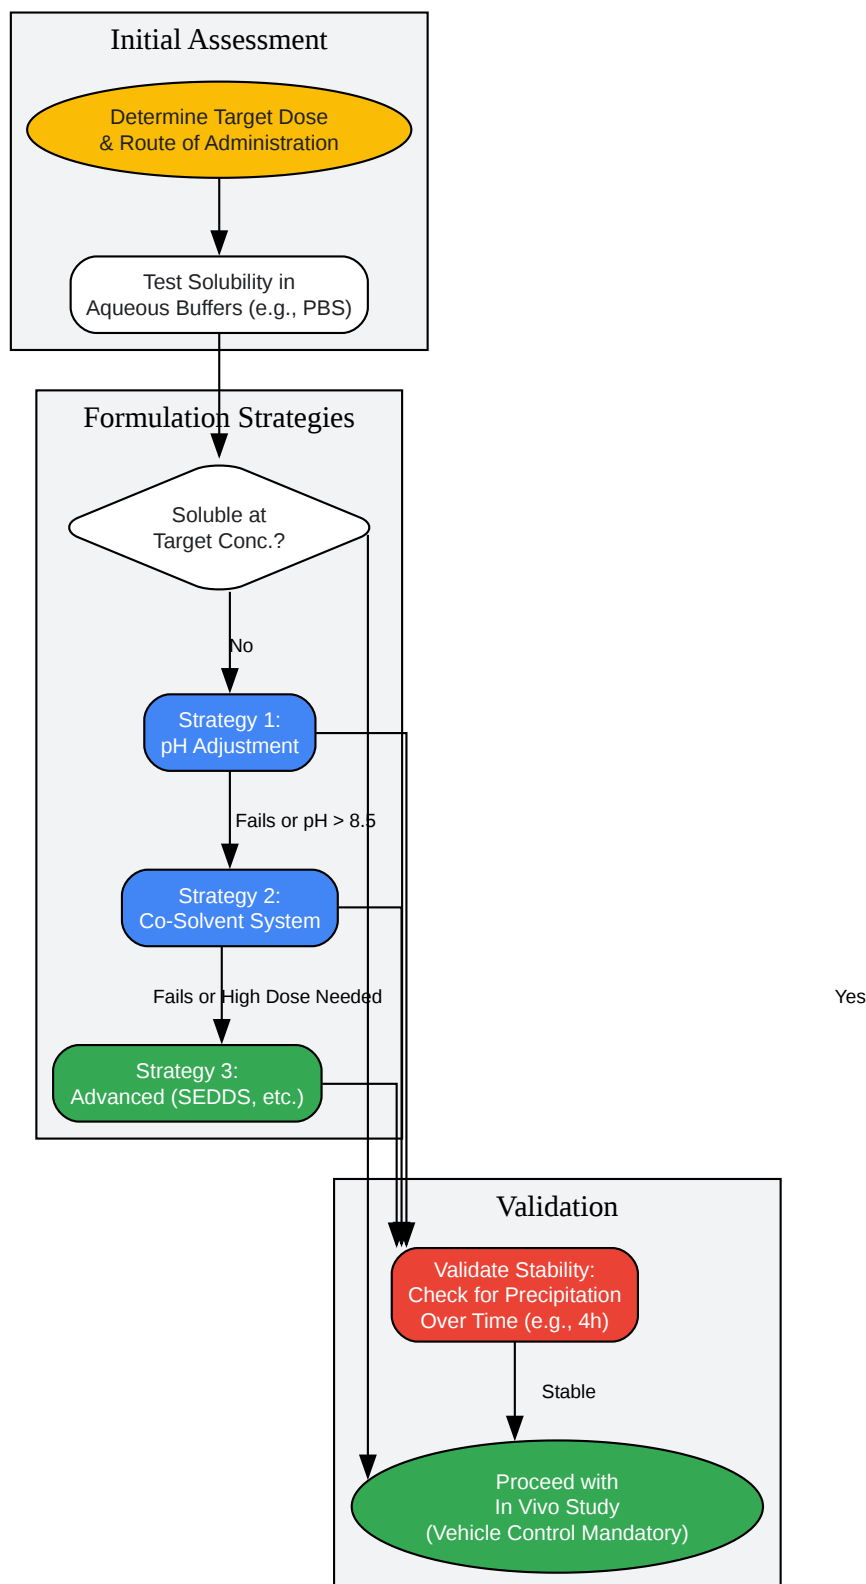 Initial Assessment
Determine Target Dose
& Route of Administration
Test Solubility in
Aqueous Buffers (e.g., PBS)
Formulation Strategies
Soluble at
Target Conc.?
No
Strategy 1:
pH Adjustment
Fails or pH > 8.5
Strategy 2:
Co-Solvent System
Fails or High Dose Needed
Yes
Strategy 3:
Advanced (SEDDS, etc.)
Validation
Validate Stability:
Check for Precipitation
Over Time (e.g., 4h)
Stable
Proceed with
In Vivo Study
(Vehicle Control Mandatory)